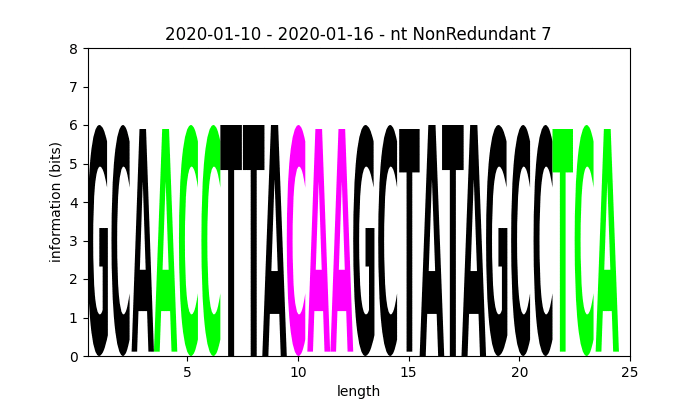 2020-01-10 - 2020-01-16 - nt NonRedundant 7
8
7
6
5
4
3
2
1
0
information (bits)
GCAACCTTACAAGCTATAGCCTCA
5 10 15 20 25
length